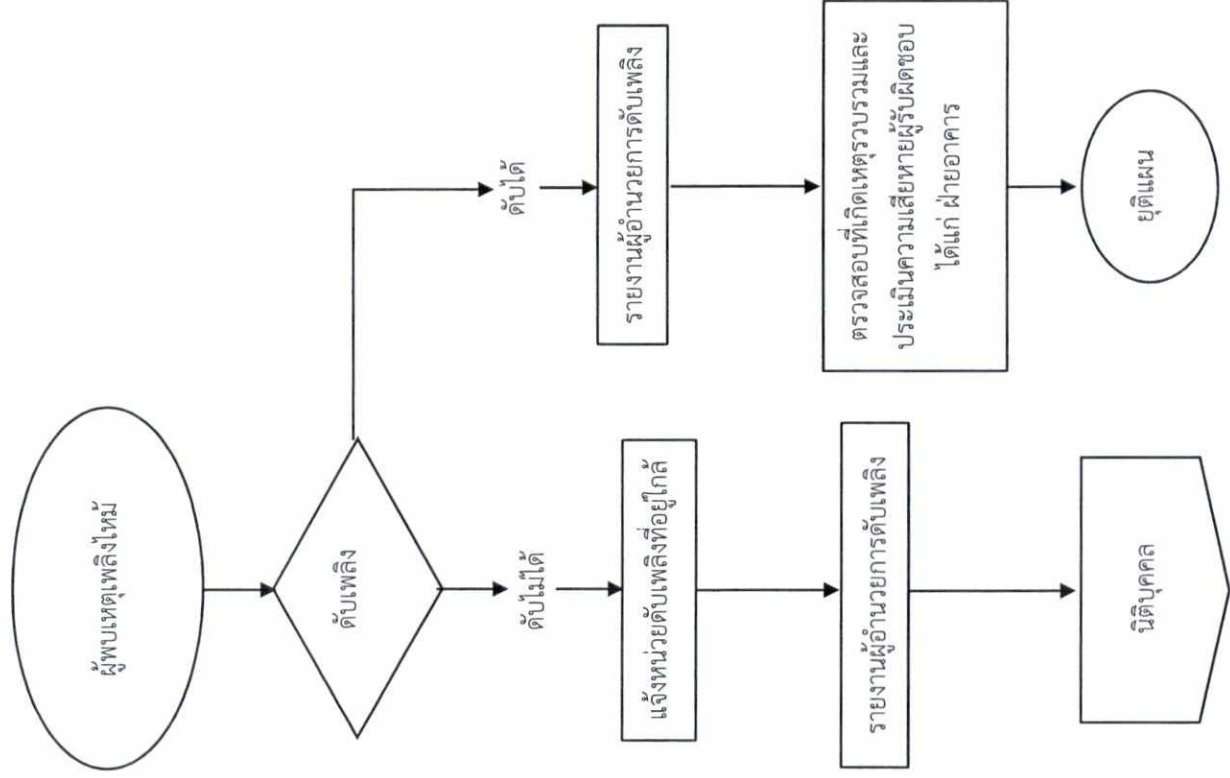 ผู้พบเหตุเพลิงไหม้
ดับเพลิง
ดับไม่ได้
แจ้งหน่วยดับเพลิงที่อยู่ใกล้
รายงานผู้อำนวยการดับเพลิง
นิติบุคคล
ดับได้
รายงานผู้อำนวยการดับเพลิง
ตรวจสอบที่เกิดเหตุรวบรวมและ
ประเมินความเสียหายผู้รับผิดชอบ
ได้แก่ ฝ่ายอาคาร
ยุติแผน